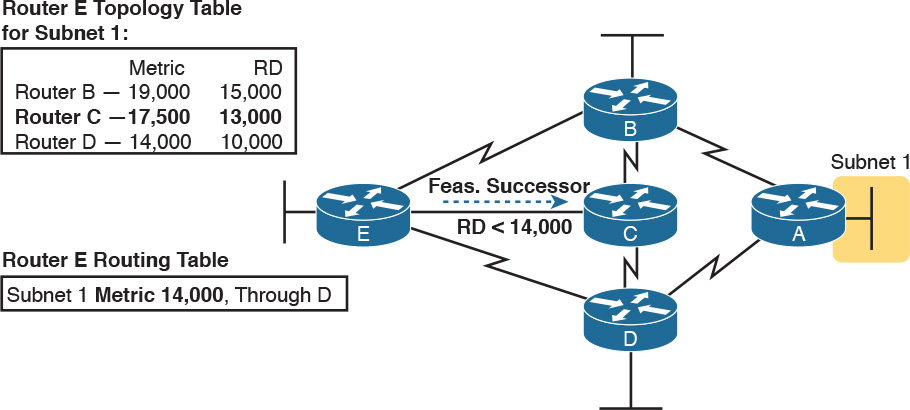 Router E Topology Table
for Subnet 1:
Metric RD
Router B — 19,000 15,000
Router C —17,500 13,000
Router D — 14,000 10,000
B
Subnet 1
Feas. Successor
RD < 14,000
E
C
A
Router E Routing Table
Subnet 1 Metric 14,000, Through D
D